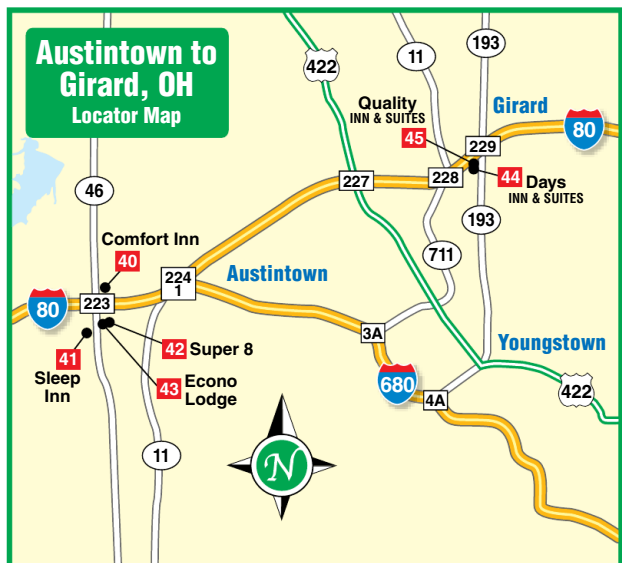 Austintown to
Girard, OH
Locator Map
193
11
422
Quality
INN & SUITES
45
Girard
80
229
228
227
44
Days
INN & SUITES
46
193
Comfort Inn
40
711
224
1
Austintown
80
223
3A
Youngstown
41
Sleep
Inn
42
Super 8
43
Econo
Lodge
680
4A
422
11
N